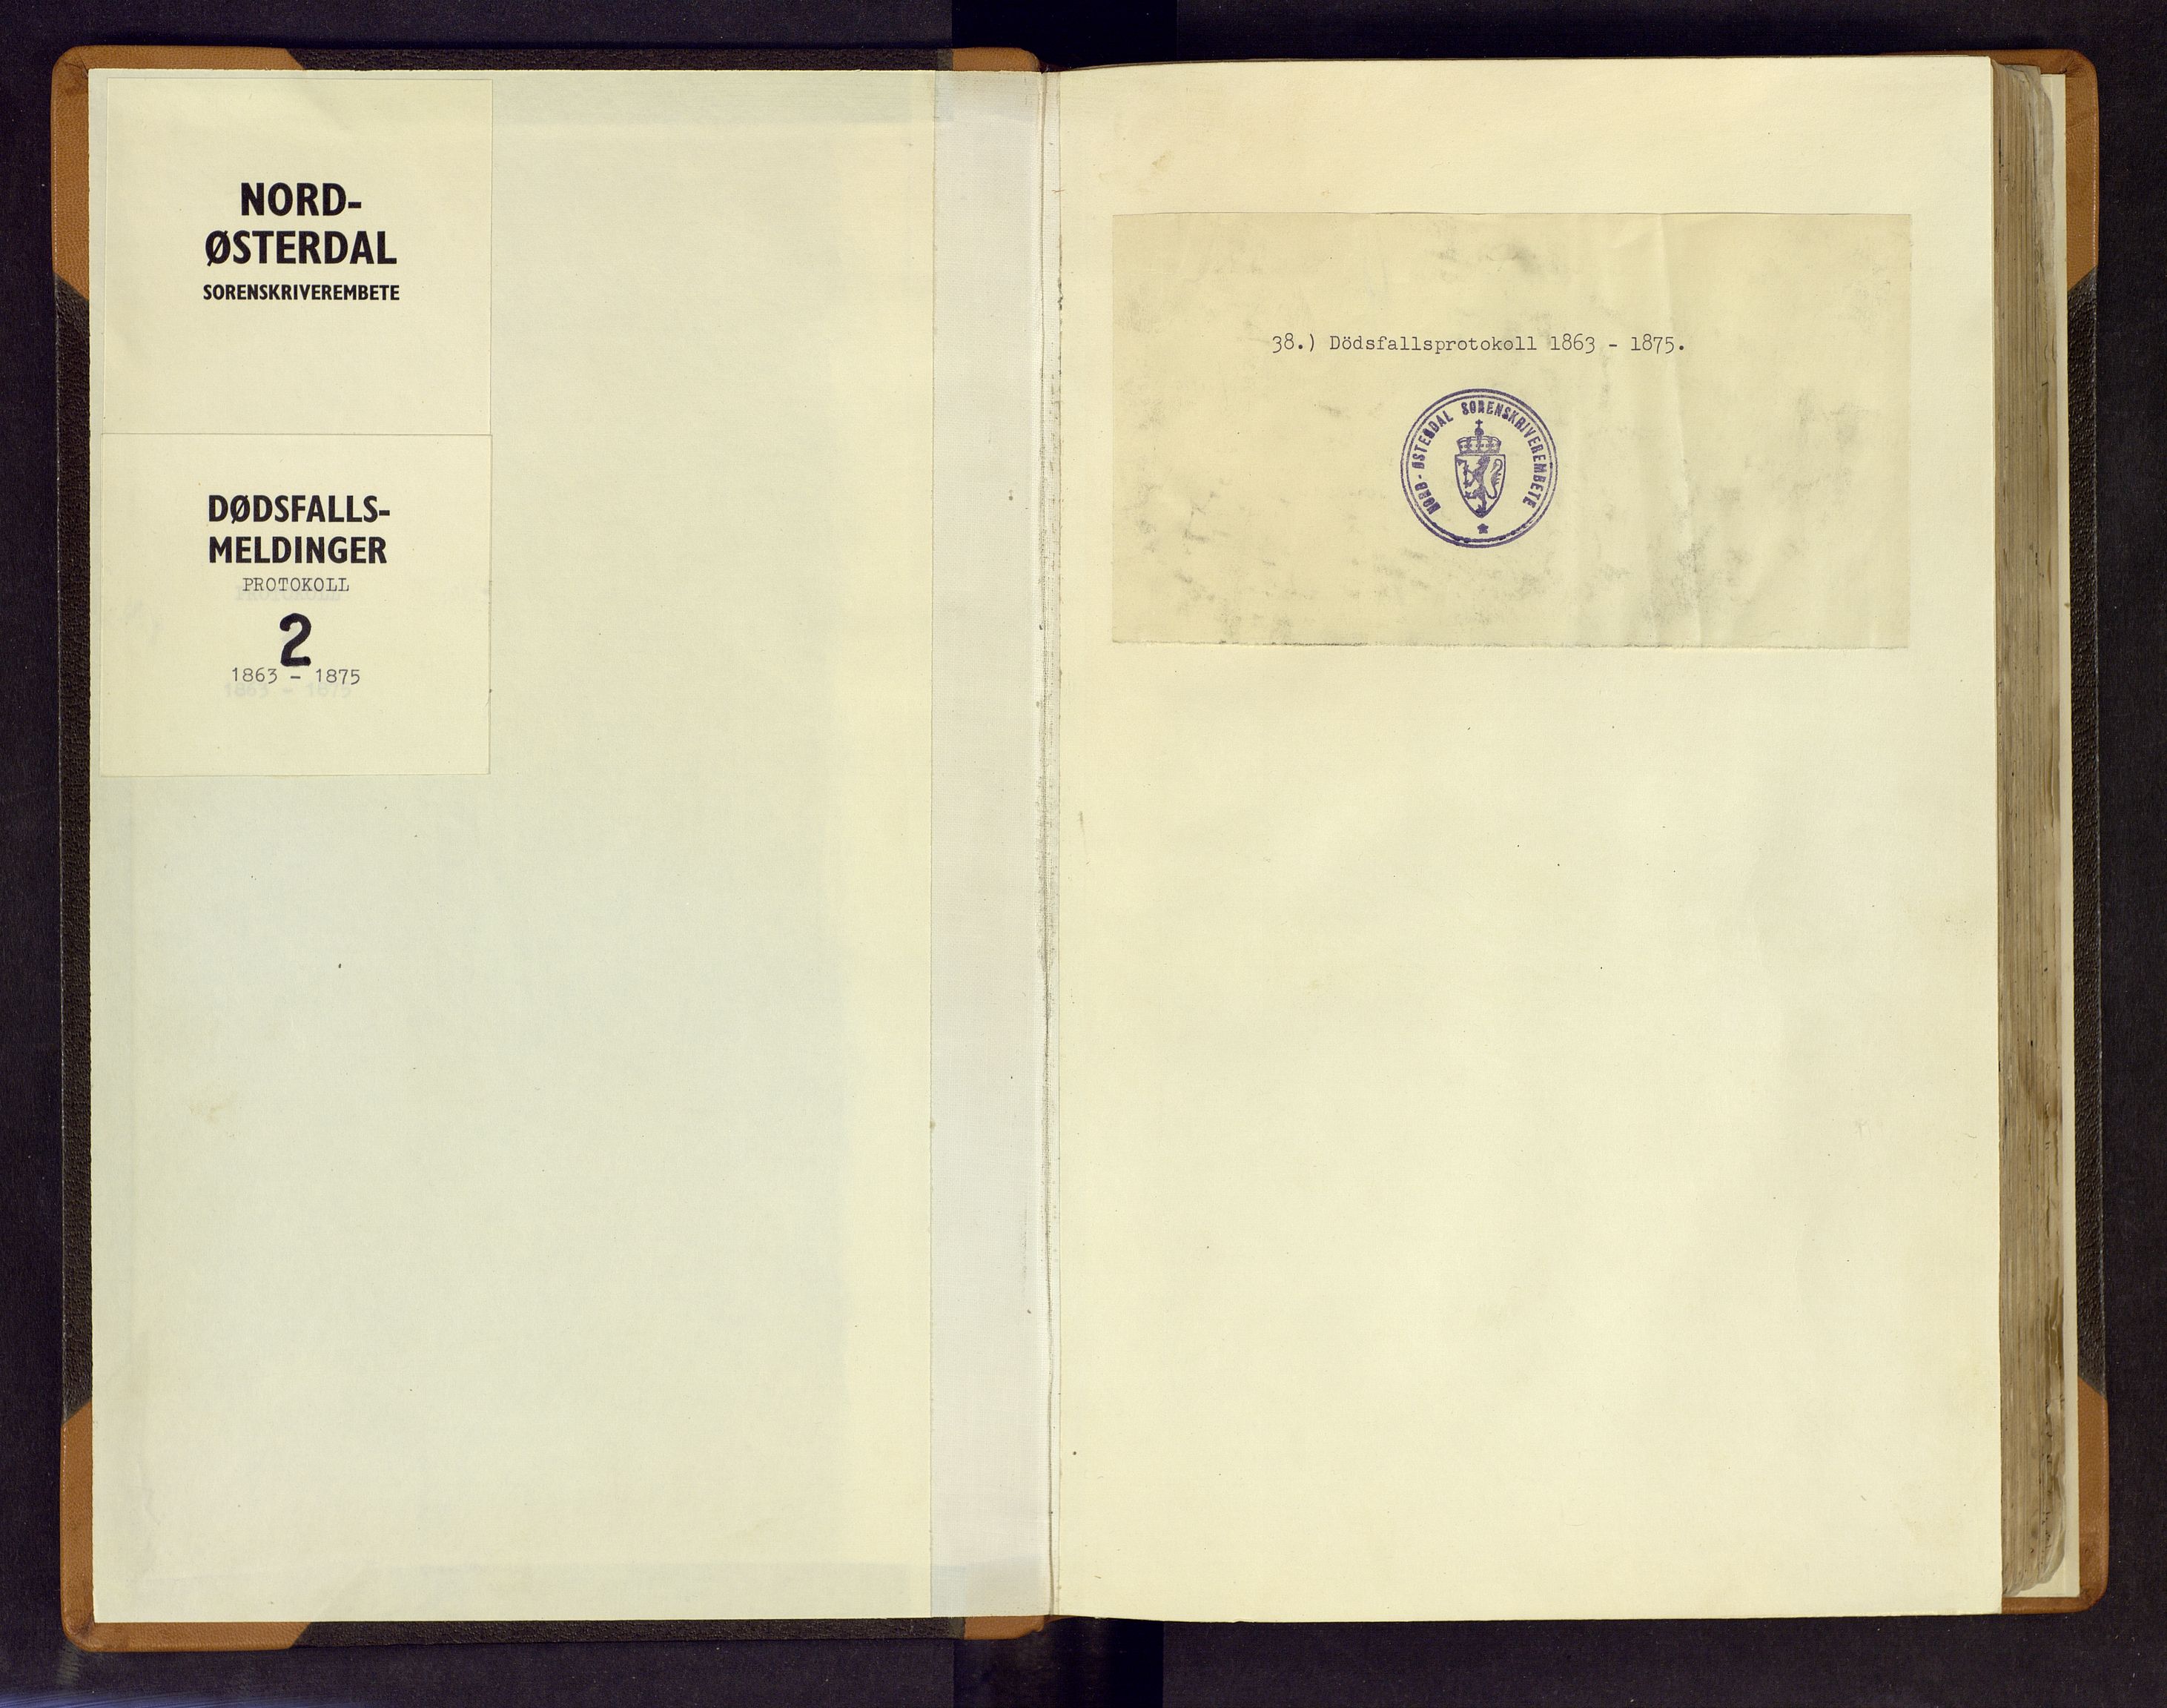 NORD-
ØSTERDAL
SORENSKRIVEREMBETE
DØDSFALLS-
MELDINGER
PROTOKOLL
2
1863 - 1875
38.) Dödsfallsprotokoll 1863 - 1875.
NORD-ØSTERDAL SORENSKRIVEREMBETE